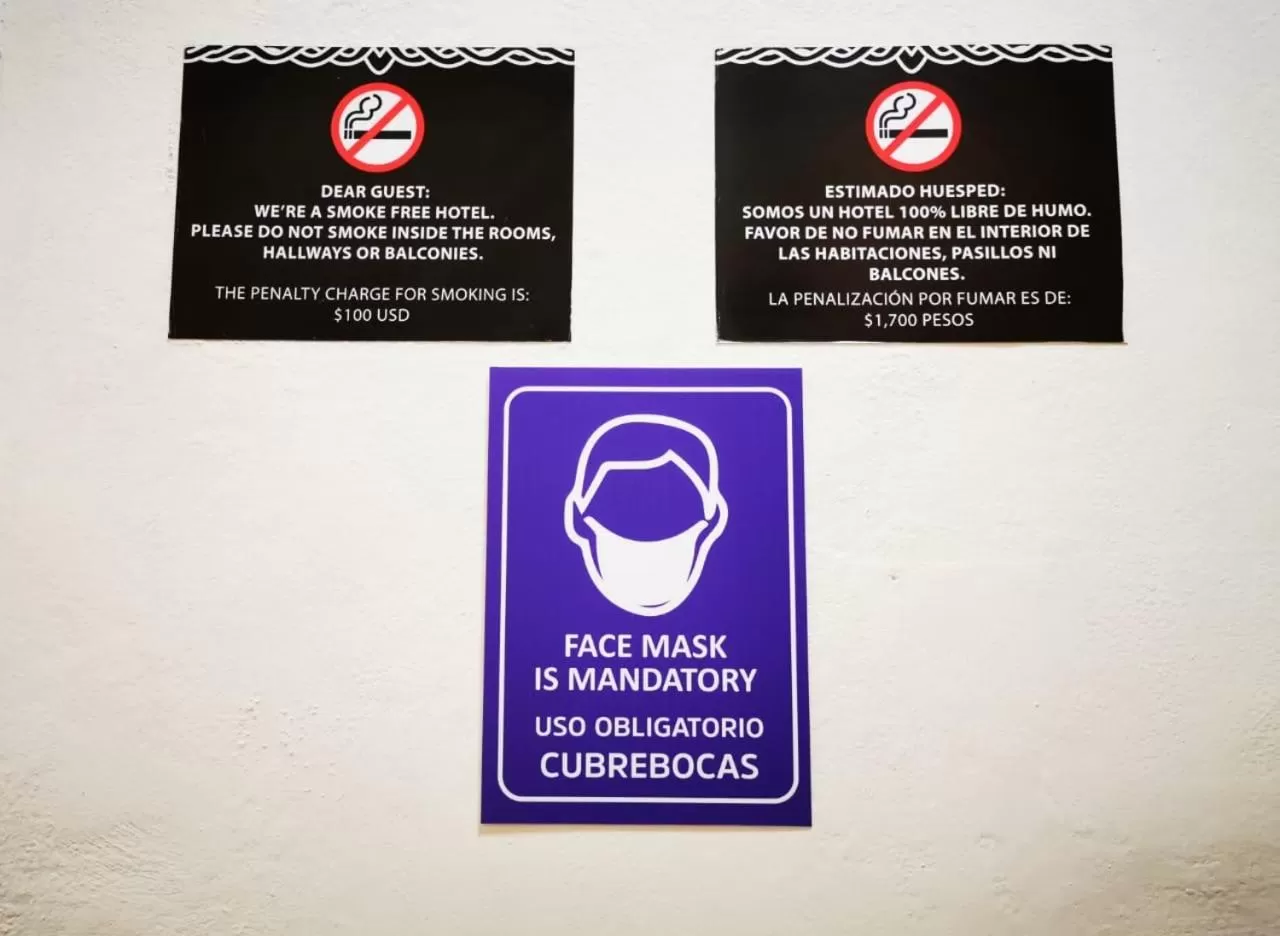 DEAR GUEST:
WE'RE A SMOKE FREE HOTEL.
PLEASE DO NOT SMOKE INSIDE THE ROOMS,
HALLWAYS OR BALCONIES.
THE PENALTY CHARGE FOR SMOKING IS:
$100 USD
ESTIMADO HUESPED:
SOMOS UN HOTEL 100% LIBRE DE HUMO.
FAVOR DE NO FUMAR EN EL INTERIOR DE
LAS HABITACIONES, PASILLOS NI
BALCONES.
LA PENALIZACIÓN POR FUMAR ES DE:
$1,700 PESOS
FACE MASK
IS MANDATORY
USO OBLIGATORIO
CUBREBOCAS